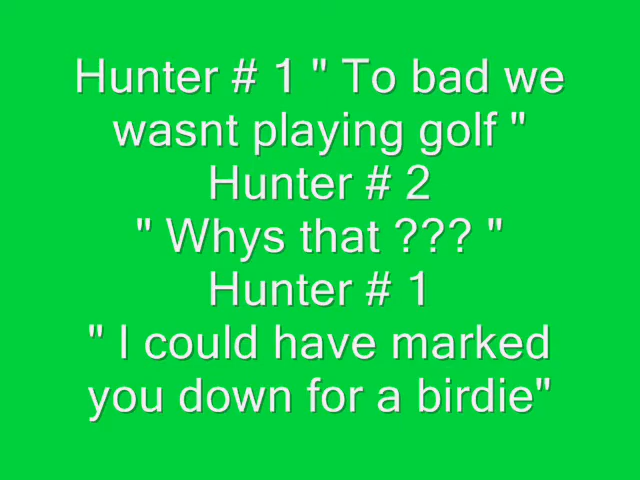 Hunter # 1 " To bad we
wasnt playing golf "
Hunter # 2
" Whys that ??? "
Hunter # 1
" I could have marked
you down for a birdie"